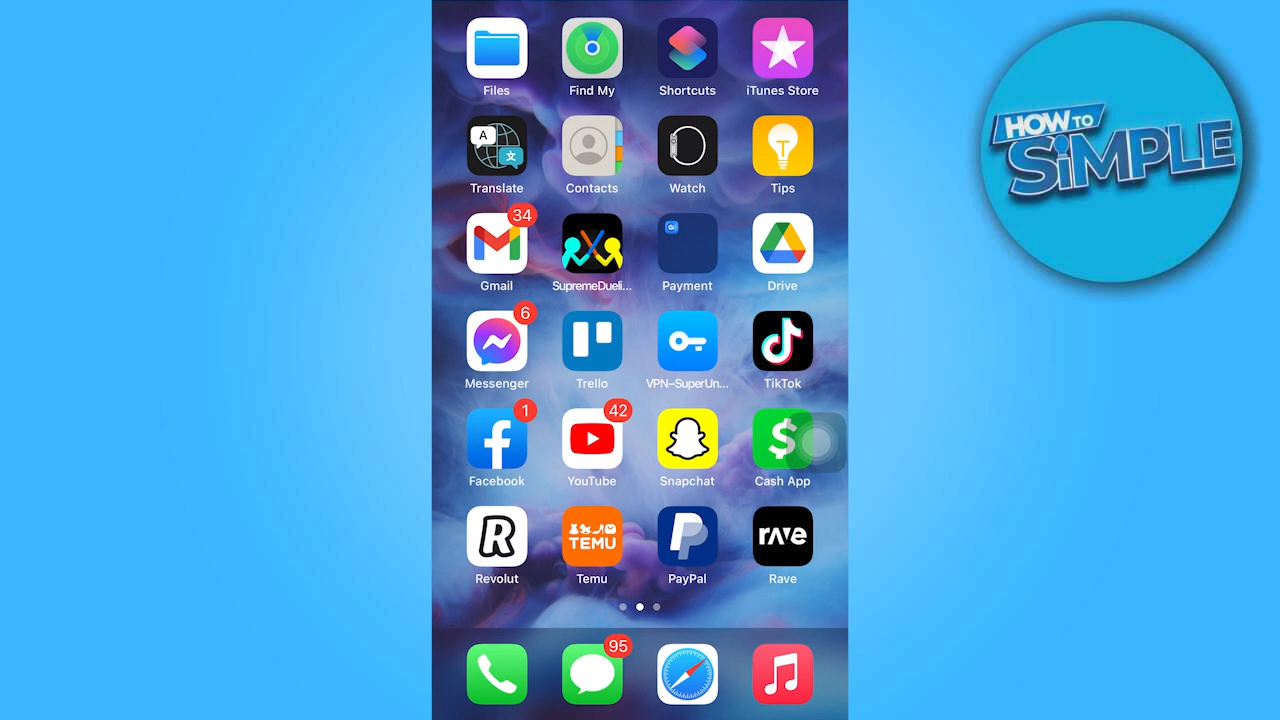 HOW TO
SiMPLE
Files
Find My
Shortcuts
iTunes Store
A
文
T
Translate
Contacts
Watch
Tips
34
Gmail
SupremeDueli...
Payment
Drive
6
Messenger
Trello
VPN–SuperUn...
TikTok
1
42
$
Facebook
YouTube
Snapchat
Cash App
R
TEMU
rave
Revolut
Temu
PayPal
Rave
95